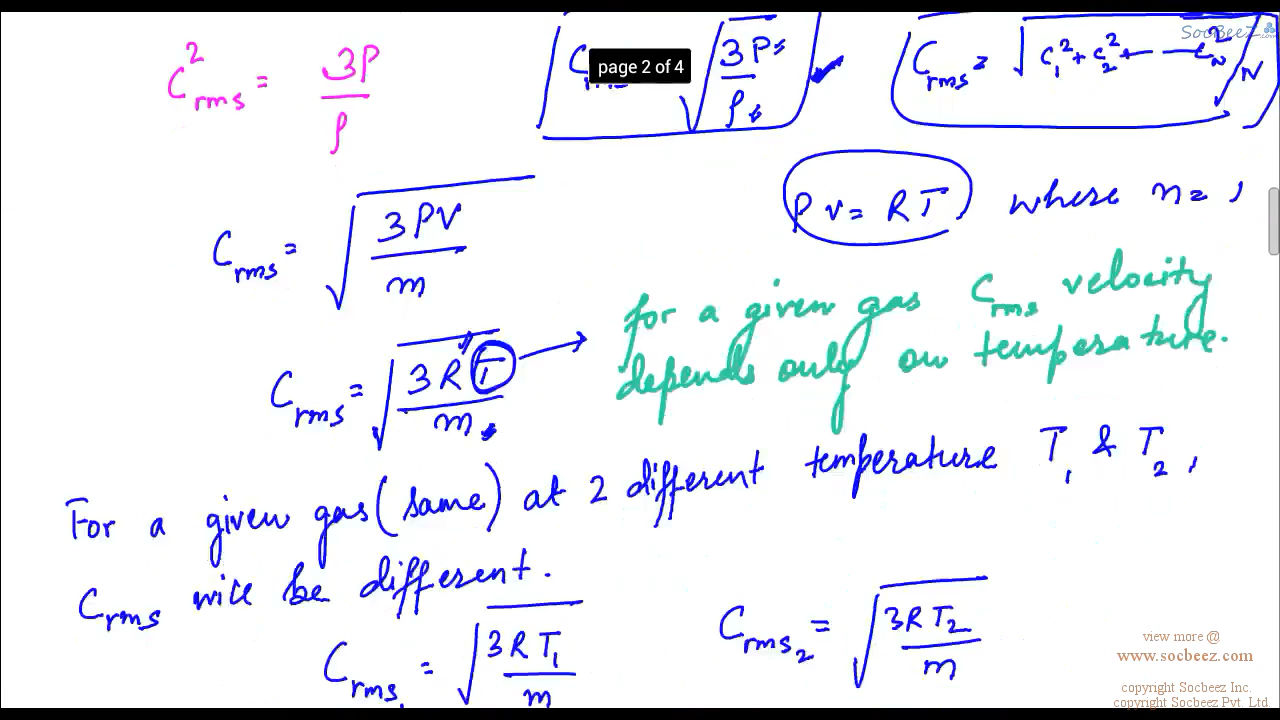 SocBeez™
C²rms = 3P/ρ
Crms = √(3P/ρ)
page 2 of 4
Crms = √(C₁² + C₂² + — — Cɴ²/N)
Crms = √(3PV/m)
PV = RT where n = 1
Crms = √(3RT/m) →
for a given gas Crms velocity
depends only on temperature.
For a given gas (same) at 2 different temperature T₁ & T₂,
Crms will be different.
Crms₁ = √(3RT₁/m)
Crms₂ = √(3RT₂/m)
view more @
www.socbeez.com
copyright Socbeez Inc.
copyright Socbeez Pvt. Ltd.